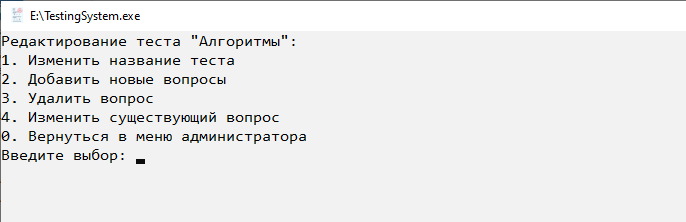 E:\TestingSystem.exe
Редактирование теста "Алгоритмы":
1. Изменить название теста
2. Добавить новые вопросы
3. Удалить вопрос
4. Изменить существующий вопрос
0. Вернуться в меню администратора
Введите выбор: